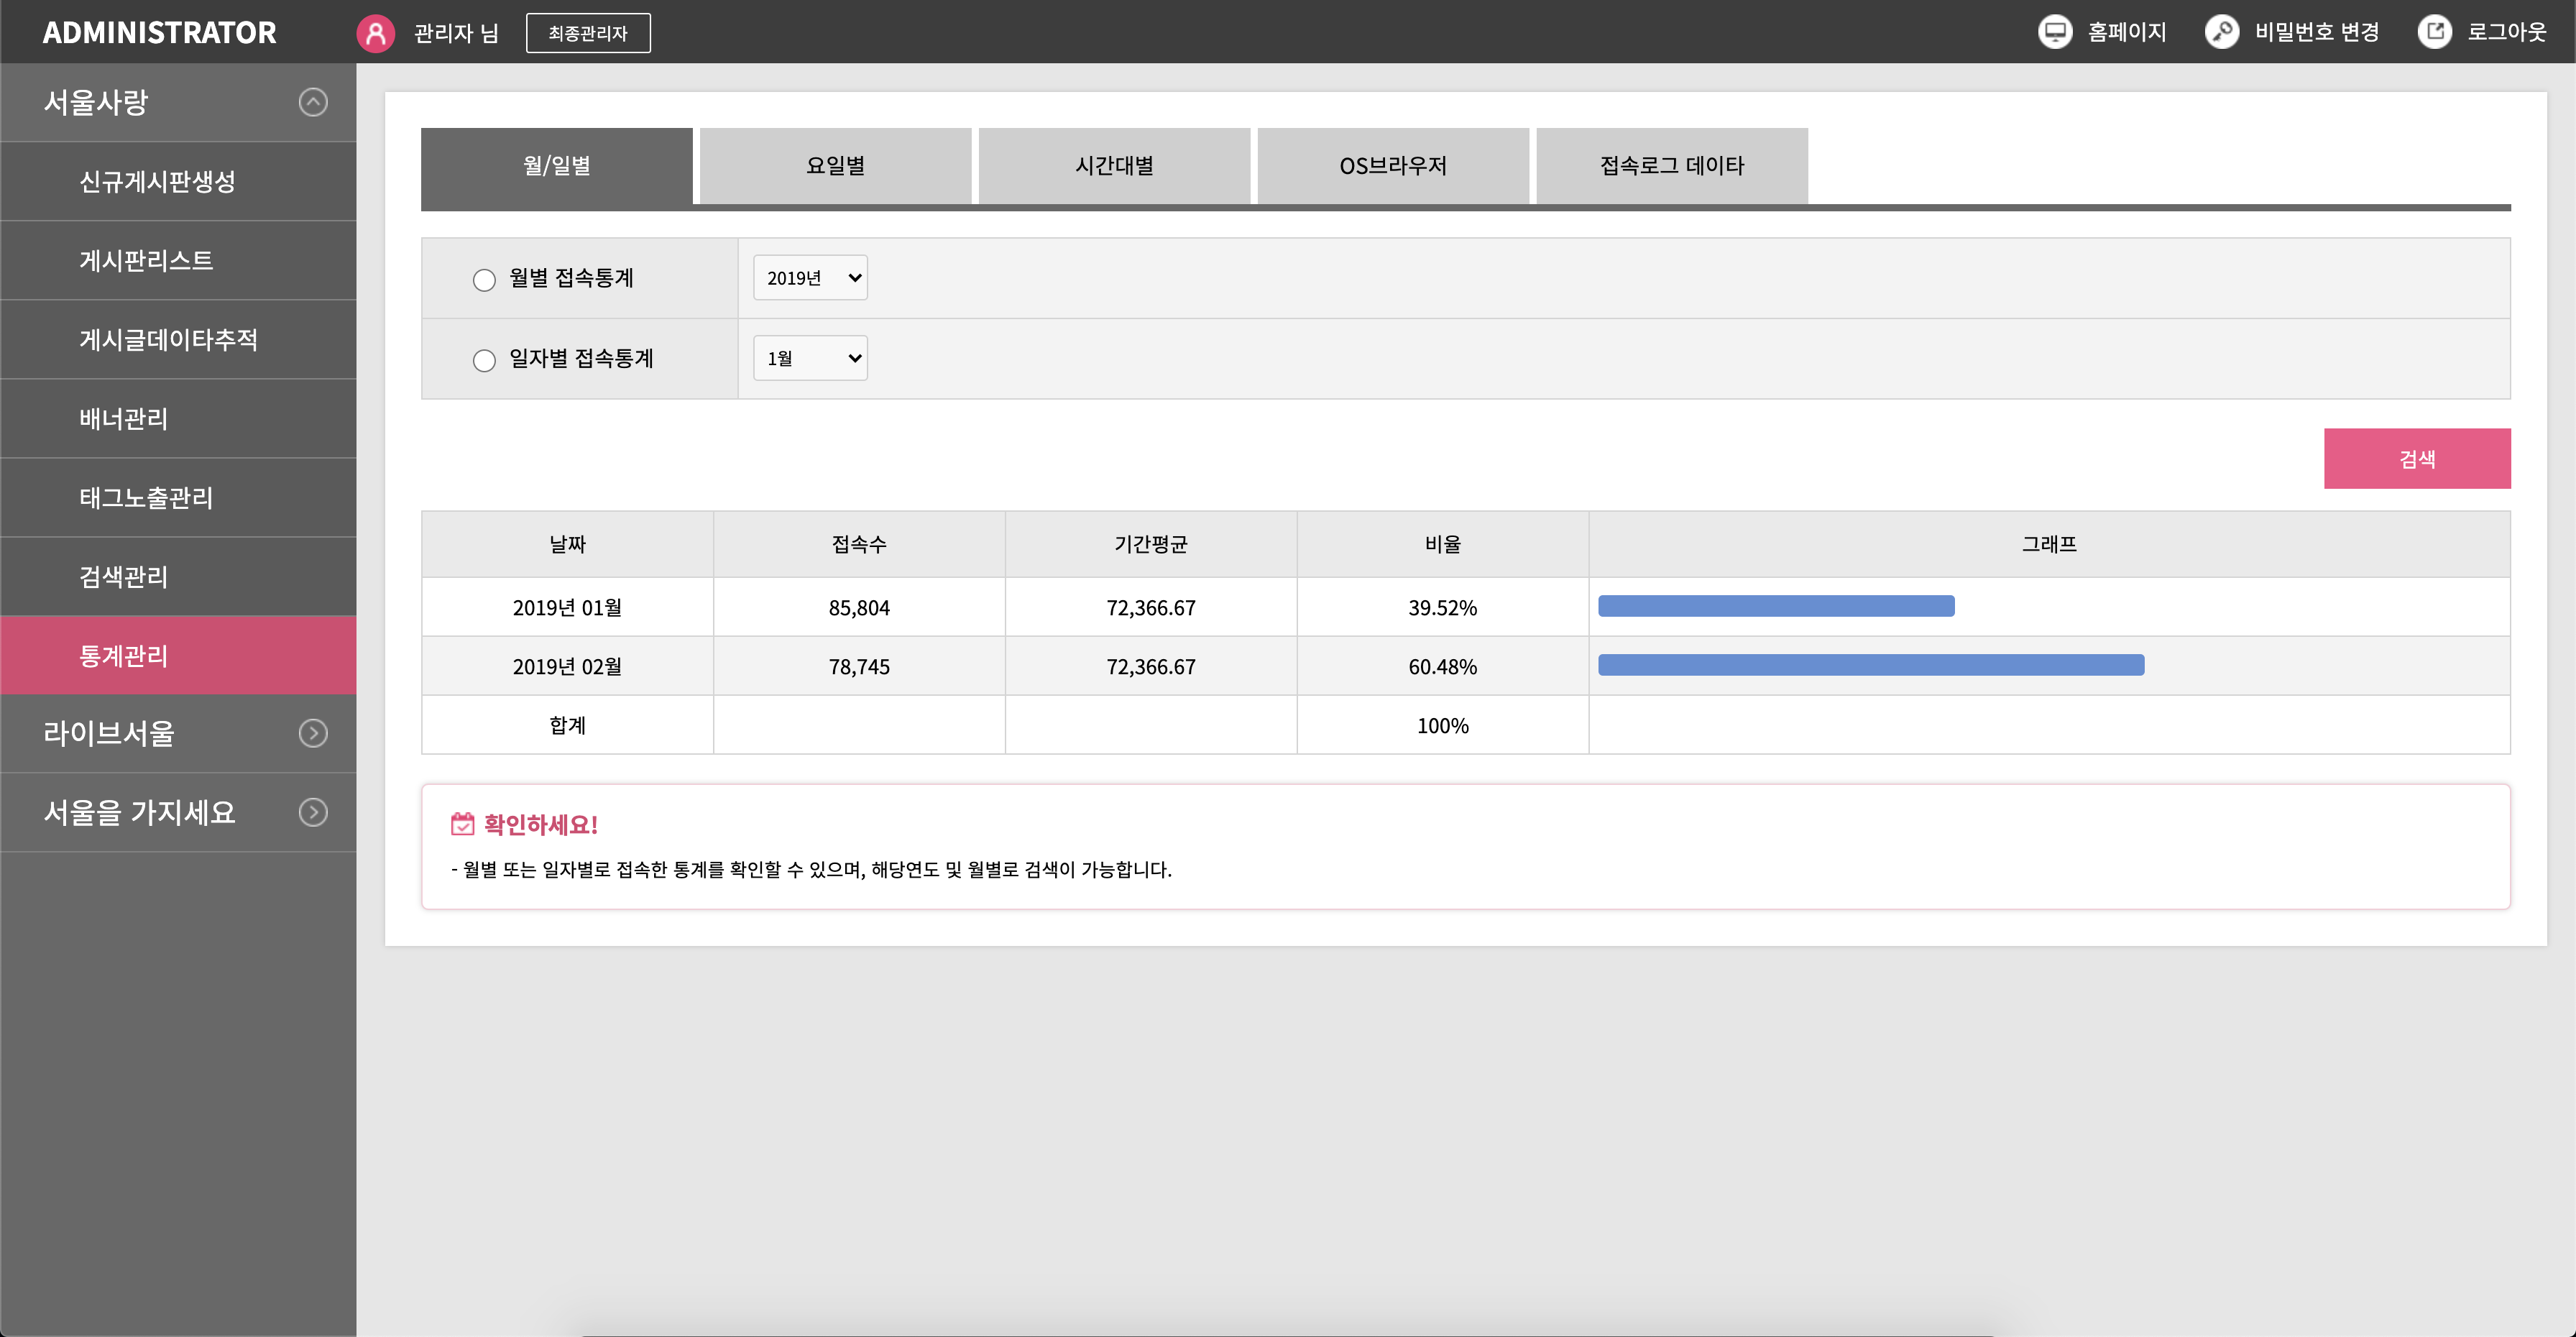 ADMINISTRATOR
관리자 님
최종관리자
홈페이지
비밀번호 변경
로그아웃
서울사랑
신규게시판생성
게시판리스트
게시글데이타추적
배너관리
태그노출관리
검색관리
통계관리
라이브서울
서울을 가지세요
월/일별
요일별
시간대별
OS브라우저
접속로그 데이타
월별 접속통계
2019년
일자별 접속통계
1월
검색
날짜 접속수 기간평균 비율 그래프
2019년 01월 85,804 72,366.67 39.52%
2019년 02월 78,745 72,366.67 60.48%
합계 100%
확인하세요!
- 월별 또는 일자별로 접속한 통계를 확인할 수 있으며, 해당연도 및 월별로 검색이 가능합니다.